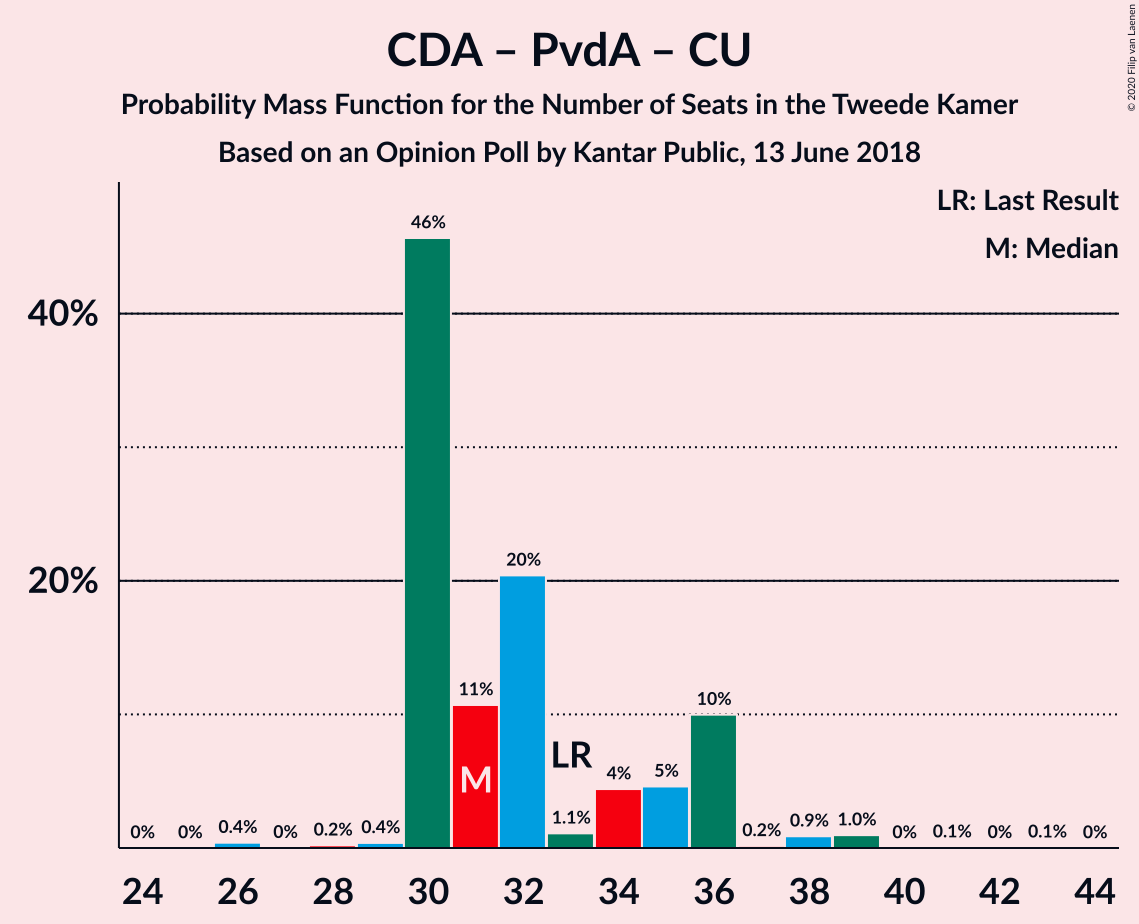 CDA – PvdA – CU
Probability Mass Function for the Number of Seats in the Tweede Kamer
Based on an Opinion Poll by Kantar Public, 13 June 2018
© 2020 Filip van Laenen
LR: Last Result
M: Median
40%
20%
0% 0% 0.4% 0% 0.2% 0.4% 46% 11% 20% 1.1% 4% 5% 10% 0.2% 0.9% 1.0% 0% 0.1% 0% 0.1% 0%
M LR
24 26 28 30 32 34 36 38 40 42 44